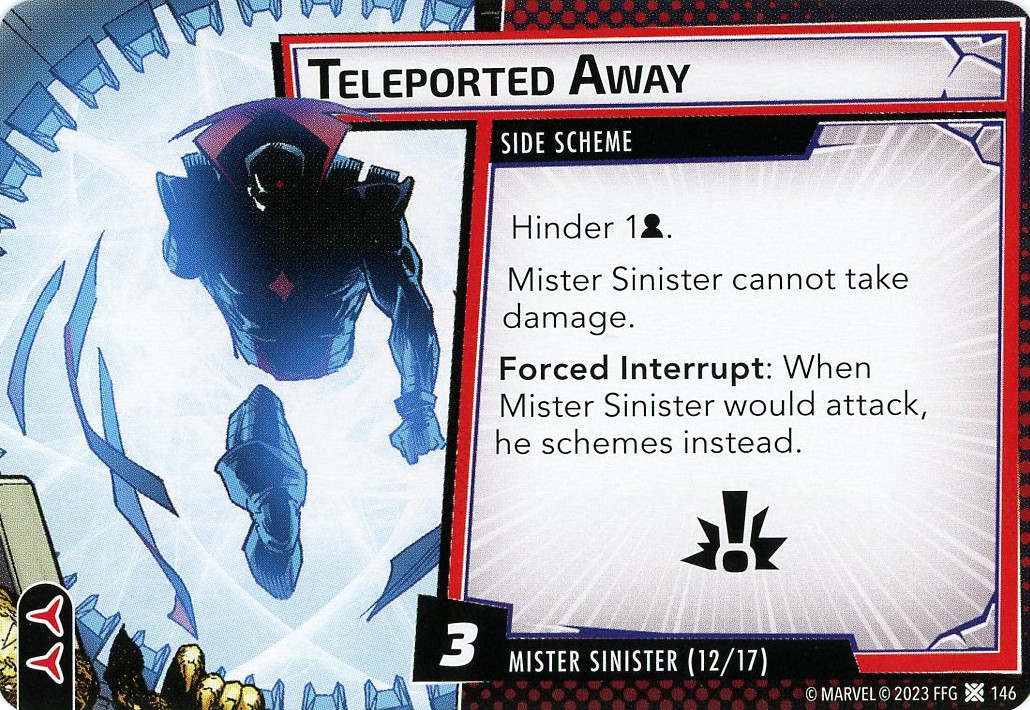 TELEPORTED AWAY
SIDE SCHEME
Hinder 1.
Mister Sinister cannot take
damage.
Forced Interrupt: When
Mister Sinister would attack,
he schemes instead.
3
MISTER SINISTER (12/17)
© MARVEL © 2023 FFG 146